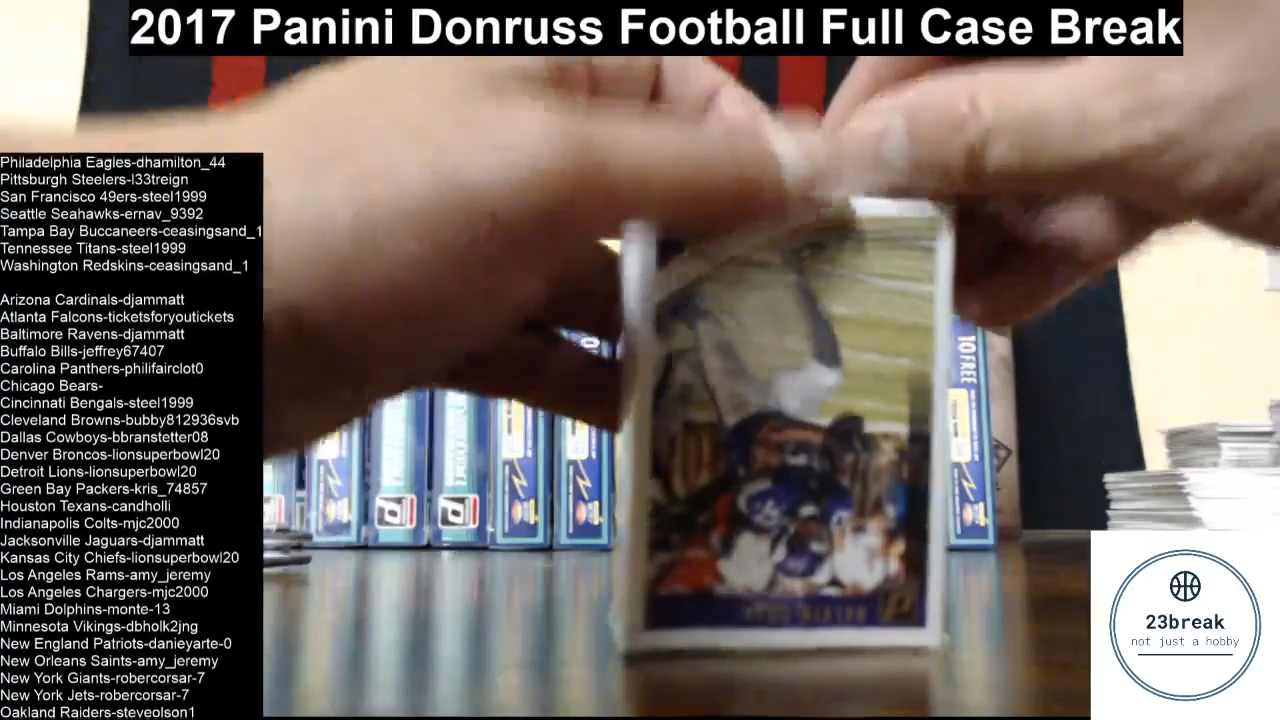 2017 Panini Donruss Football Full Case Break
Philadelphia Eagles-dhamilton_44
Pittsburgh Steelers-l33treign
San Francisco 49ers-steel1999
Seattle Seahawks-ernav_9392
Tampa Bay Buccaneers-ceasingsand_1
Tennessee Titans-steel1999
Washington Redskins-ceasingsand_1
Arizona Cardinals-djammatt
Atlanta Falcons-ticketsforyoutickets
Baltimore Ravens-djammatt
Buffalo Bills-jeffrey67407
Carolina Panthers-philifairclot0
Chicago Bears-
Cincinnati Bengals-steel1999
Cleveland Browns-bubby812936svb
Dallas Cowboys-bbranstetter08
Denver Broncos-lionsuperbowl20
Detroit Lions-lionsuperbowl20
Green Bay Packers-kris_74857
Houston Texans-candholli
Indianapolis Colts-mjc2000
Jacksonville Jaguars-djammatt
Kansas City Chiefs-lionsuperbowl20
Los Angeles Rams-amy_jeremy
Los Angeles Chargers-mjc2000
Miami Dolphins-monte-13
Minnesota Vikings-dbholk2jng
New England Patriots-danieyarte-0
New Orleans Saints-amy_jeremy
New York Giants-robercorsar-7
New York Jets-robercorsar-7
Oakland Raiders-steveolson1
10 FREE
23break
not just a hobby